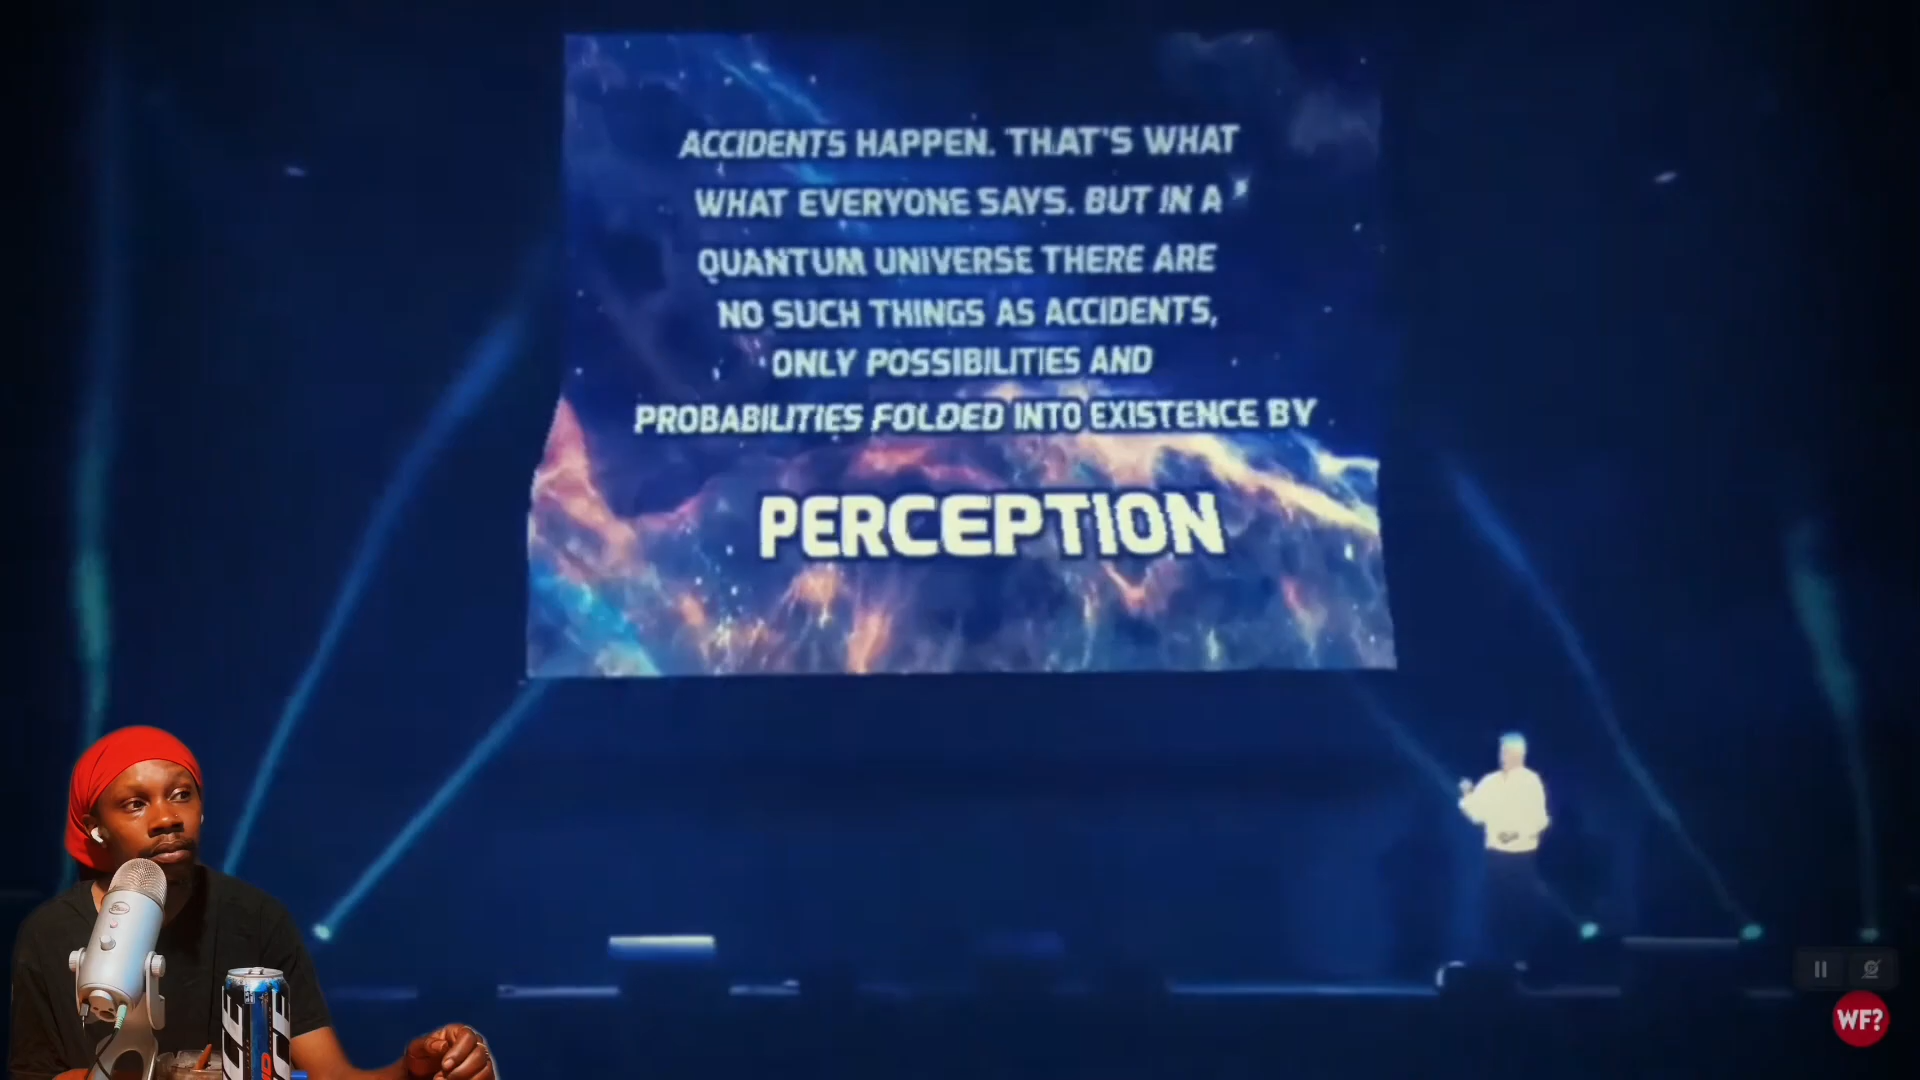 ACCIDENTS HAPPEN. THAT'S WHAT
WHAT EVERYONE SAYS. BUT IN A
QUANTUM UNIVERSE THERE ARE
NO SUCH THINGS AS ACCIDENTS,
ONLY POSSIBILITIES AND
PROBABILITIES FOLDED INTO EXISTENCE BY
PERCEPTION
WF?